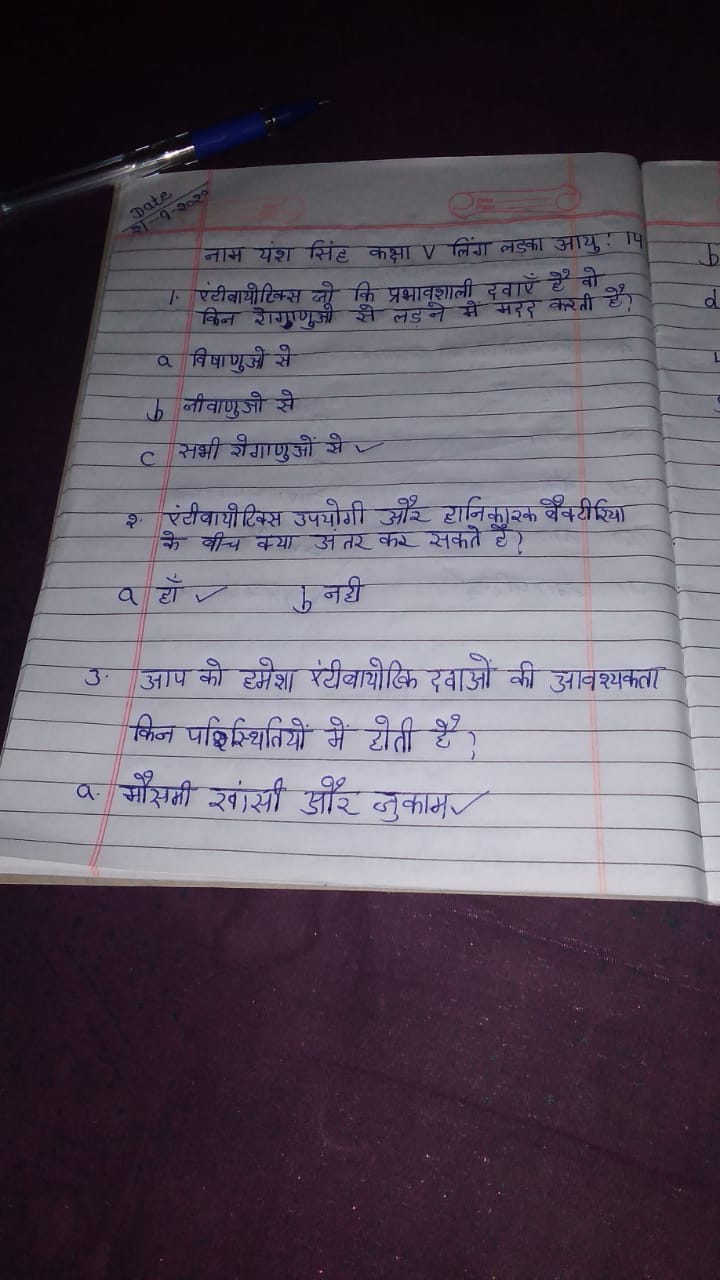 Date
21-9-2020
नाम यंश सिंह कक्षा V लिंग लड़का आयु: 14
1. एंटीबायोटिक्स जो कि प्रभावशाली दवाएँ है वो
किन रोगाणुओ से लड़ने में मदद करती है?
a विषाणुओ से
b जीवाणुओ से
c सभी रोगाणुओं से ✓
२. एंटीबायोटिक्स उपयोगी और हानिकारक बैक्टीरिया
के बीच क्या अंतर कर सकते है?
a हाँ ✓ b नही
3. आप को हमेशा एंटीबायोटिक दवाओं की आवश्यकता
किन परिस्थितियों में होती है?
a. मौसमी खांसी और जुकाम ✓
b
d